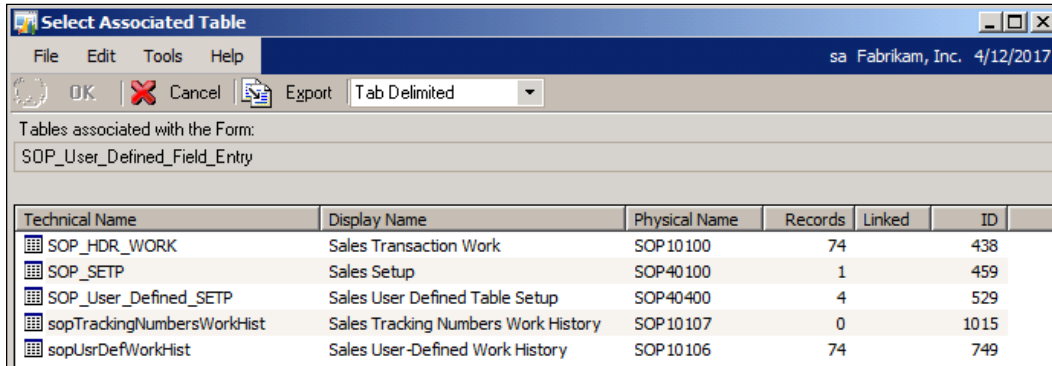 Select Associated Table
File Edit Tools Help sa Fabrikam, Inc. 4/12/2017
OK Cancel Export Tab Delimited
Tables associated with the Form:
SOP_User_Defined_Field_Entry
Technical Name Display Name Physical Name Records Linked ID
SOP_HDR_WORK Sales Transaction Work SOP10100 74 438
SOP_SETP Sales Setup SOP40100 1 459
SOP_User_Defined_SETP Sales User Defined Table Setup SOP40400 4 529
sopTrackingNumbersWorkHist Sales Tracking Numbers Work History SOP10107 0 1015
sopUsrDefWorkHist Sales User-Defined Work History SOP10106 74 749